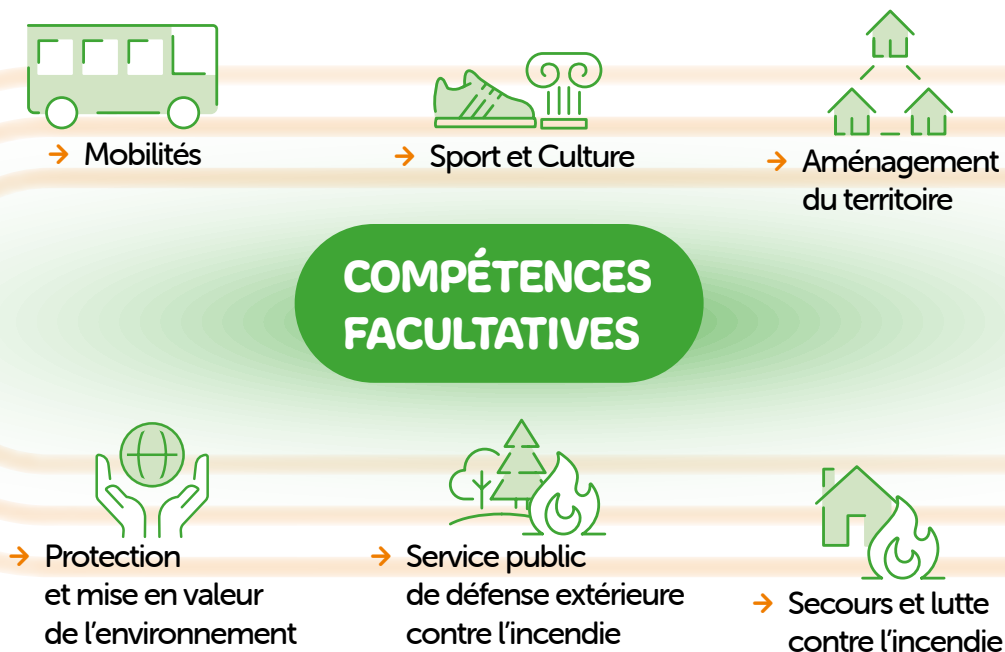 → Mobilités
→ Sport et Culture
→ Aménagement
du territoire
COMPÉTENCES
FACULTATIVES
→ Protection
et mise en valeur
de l'environnement
→ Service public
de défense extérieure
contre l'incendie
→ Secours et lutte
contre l'incendie